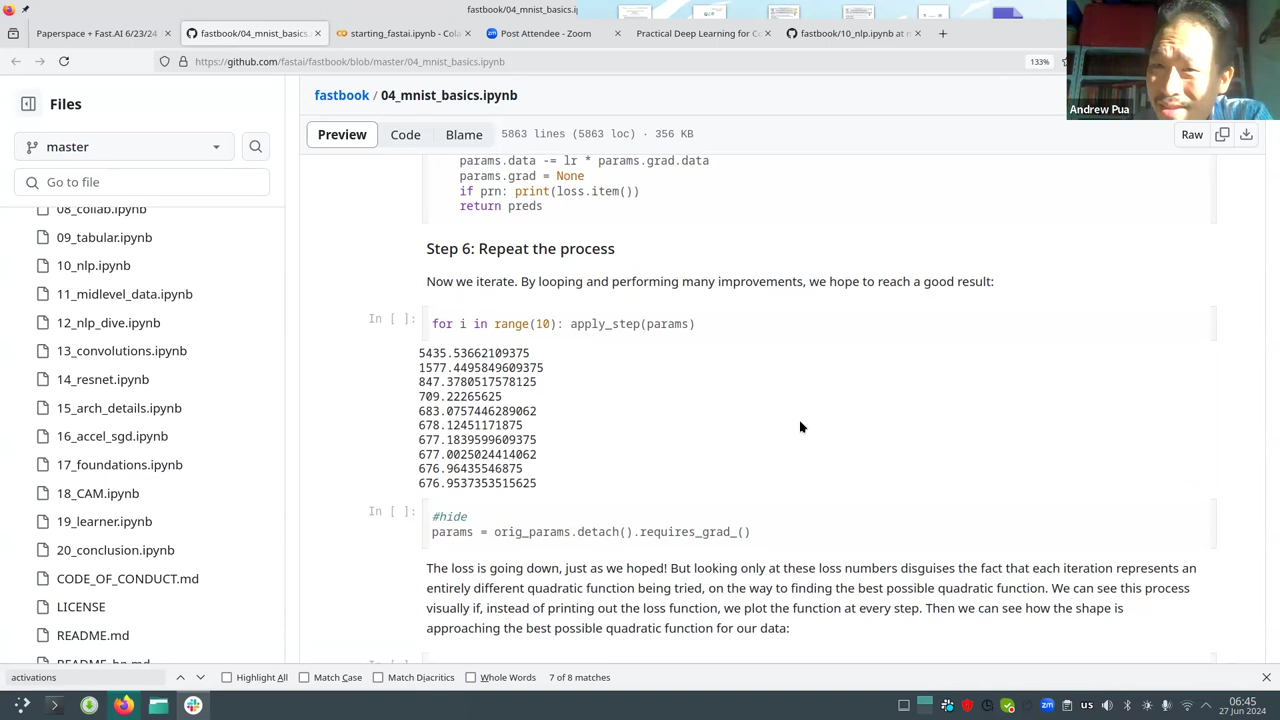 fastbook/04_mnist_basics.i
Paperspace + Fast.AI 6/23/24
fastbook/04_mnist_basics.
starting_fastai.ipynb - Cola
Post Attendee - Zoom
Practical Deep Learning for C
fastbook/10_nlp.ipynb at m
https://github.com/fastai/fastbook/blob/master/04_mnist_basics.ipynb
133%
Andrew Pua
Files
fastbook / 04_mnist_basics.ipynb
master
Preview
Code
Blame
5863 lines (5863 loc) · 356 KB
Raw
Go to file
08_collab.ipynb
09_tabular.ipynb
10_nlp.ipynb
11_midlevel_data.ipynb
12_nlp_dive.ipynb
13_convolutions.ipynb
14_resnet.ipynb
15_arch_details.ipynb
16_accel_sgd.ipynb
17_foundations.ipynb
18_CAM.ipynb
19_learner.ipynb
20_conclusion.ipynb
CODE_OF_CONDUCT.md
LICENSE
README.md
README_bn.md
params.data -= lr * params.grad.data
params.grad = None
if prn: print(loss.item())
return preds
Step 6: Repeat the process
Now we iterate. By looping and performing many improvements, we hope to reach a good result:
In [ ]:
for i in range(10): apply_step(params)
5435.53662109375
1577.4495849609375
847.3780517578125
709.22265625
683.0757446289062
678.12451171875
677.1839599609375
677.0025024414062
676.96435546875
676.9537353515625
In [ ]:
#hide
params = orig_params.detach().requires_grad_()
The loss is going down, just as we hoped! But looking only at these loss numbers disguises the fact that each iteration represents an
entirely different quadratic function being tried, on the way to finding the best possible quadratic function. We can see this process
visually if, instead of printing out the loss function, we plot the function at every step. Then we can see how the shape is
approaching the best possible quadratic function for our data:
activations
Highlight All
Match Case
Match Diacritics
Whole Words
7 of 8 matches
us
06:45
27 Jun 2024